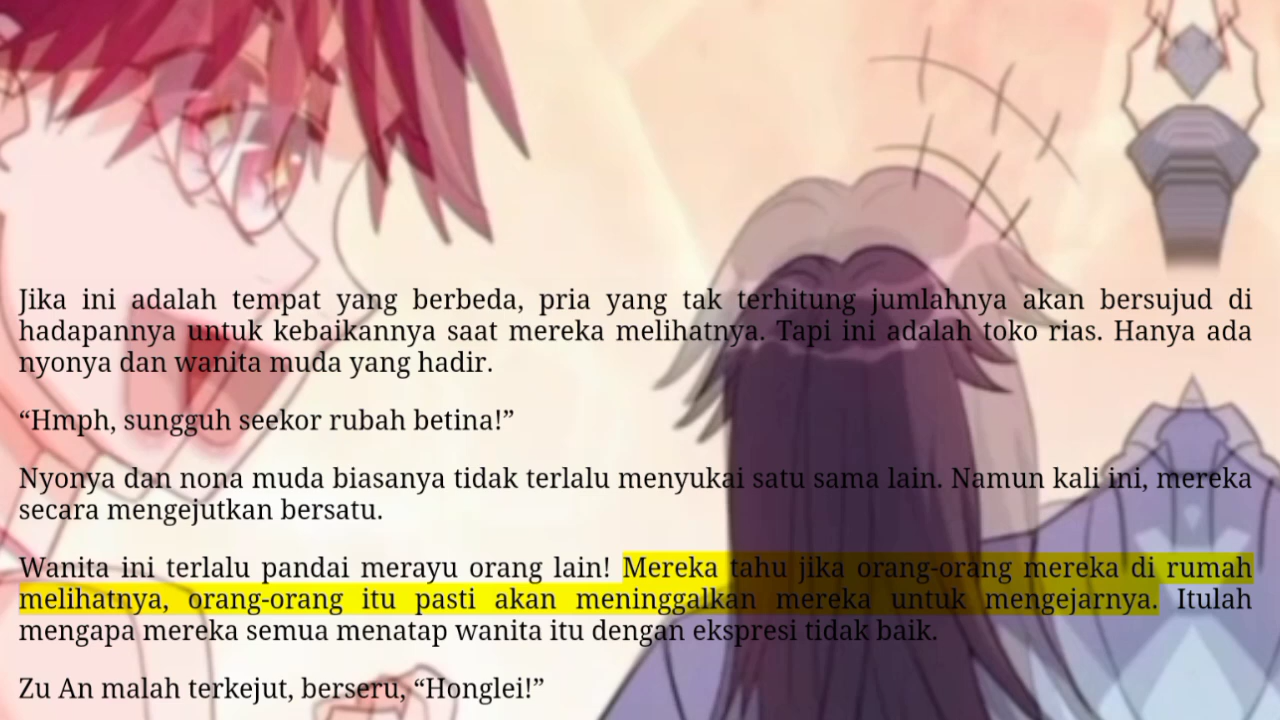 Jika ini adalah tempat yang berbeda, pria yang tak terhitung jumlahnya akan bersujud di
hadapannya untuk kebaikannya saat mereka melihatnya. Tapi ini adalah toko rias. Hanya ada
nyonya dan wanita muda yang hadir.
“Hmph, sungguh seekor rubah betina!”
Nyonya dan nona muda biasanya tidak terlalu menyukai satu sama lain. Namun kali ini, mereka
secara mengejutkan bersatu.
Wanita ini terlalu pandai merayu orang lain! Mereka tahu jika orang-orang mereka di rumah
melihatnya, orang-orang itu pasti akan meninggalkan mereka untuk mengejarnya. Itulah
mengapa mereka semua menatap wanita itu dengan ekspresi tidak baik.
Zu An malah terkejut, berseru, “Honglei!”